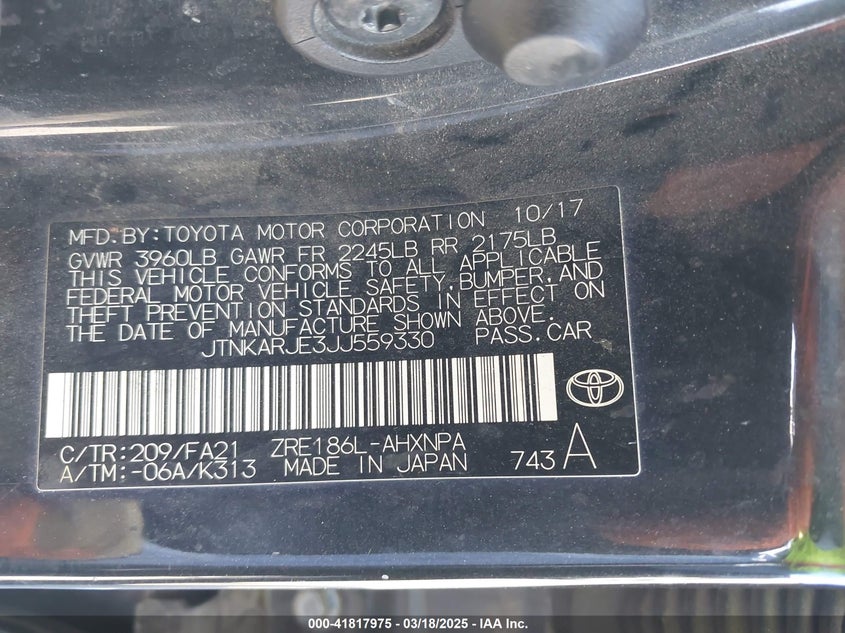 MFD.BY:TOYOTA MOTOR CORPORATION 10/17
GVWR 3960LB GAWR FR 2245LB RR 2175LB
THIS VEHICLE CONFORMS TO ALL APPLICABLE
FEDERAL MOTOR VEHICLE SAFETY,BUMPER,AND
THEFT PREVENTION STANDARDS IN EFFECT ON
THE DATE OF MANUFACTURE SHOWN ABOVE.
JTNKARJE3JJ559330 PASS.CAR
C/TR:209/FA21 ZRE186L-AHXNPA
A/TM:-06A/K313 MADE IN JAPAN 743 A
000-41817975 — 03/18/2025 — IAA Inc.